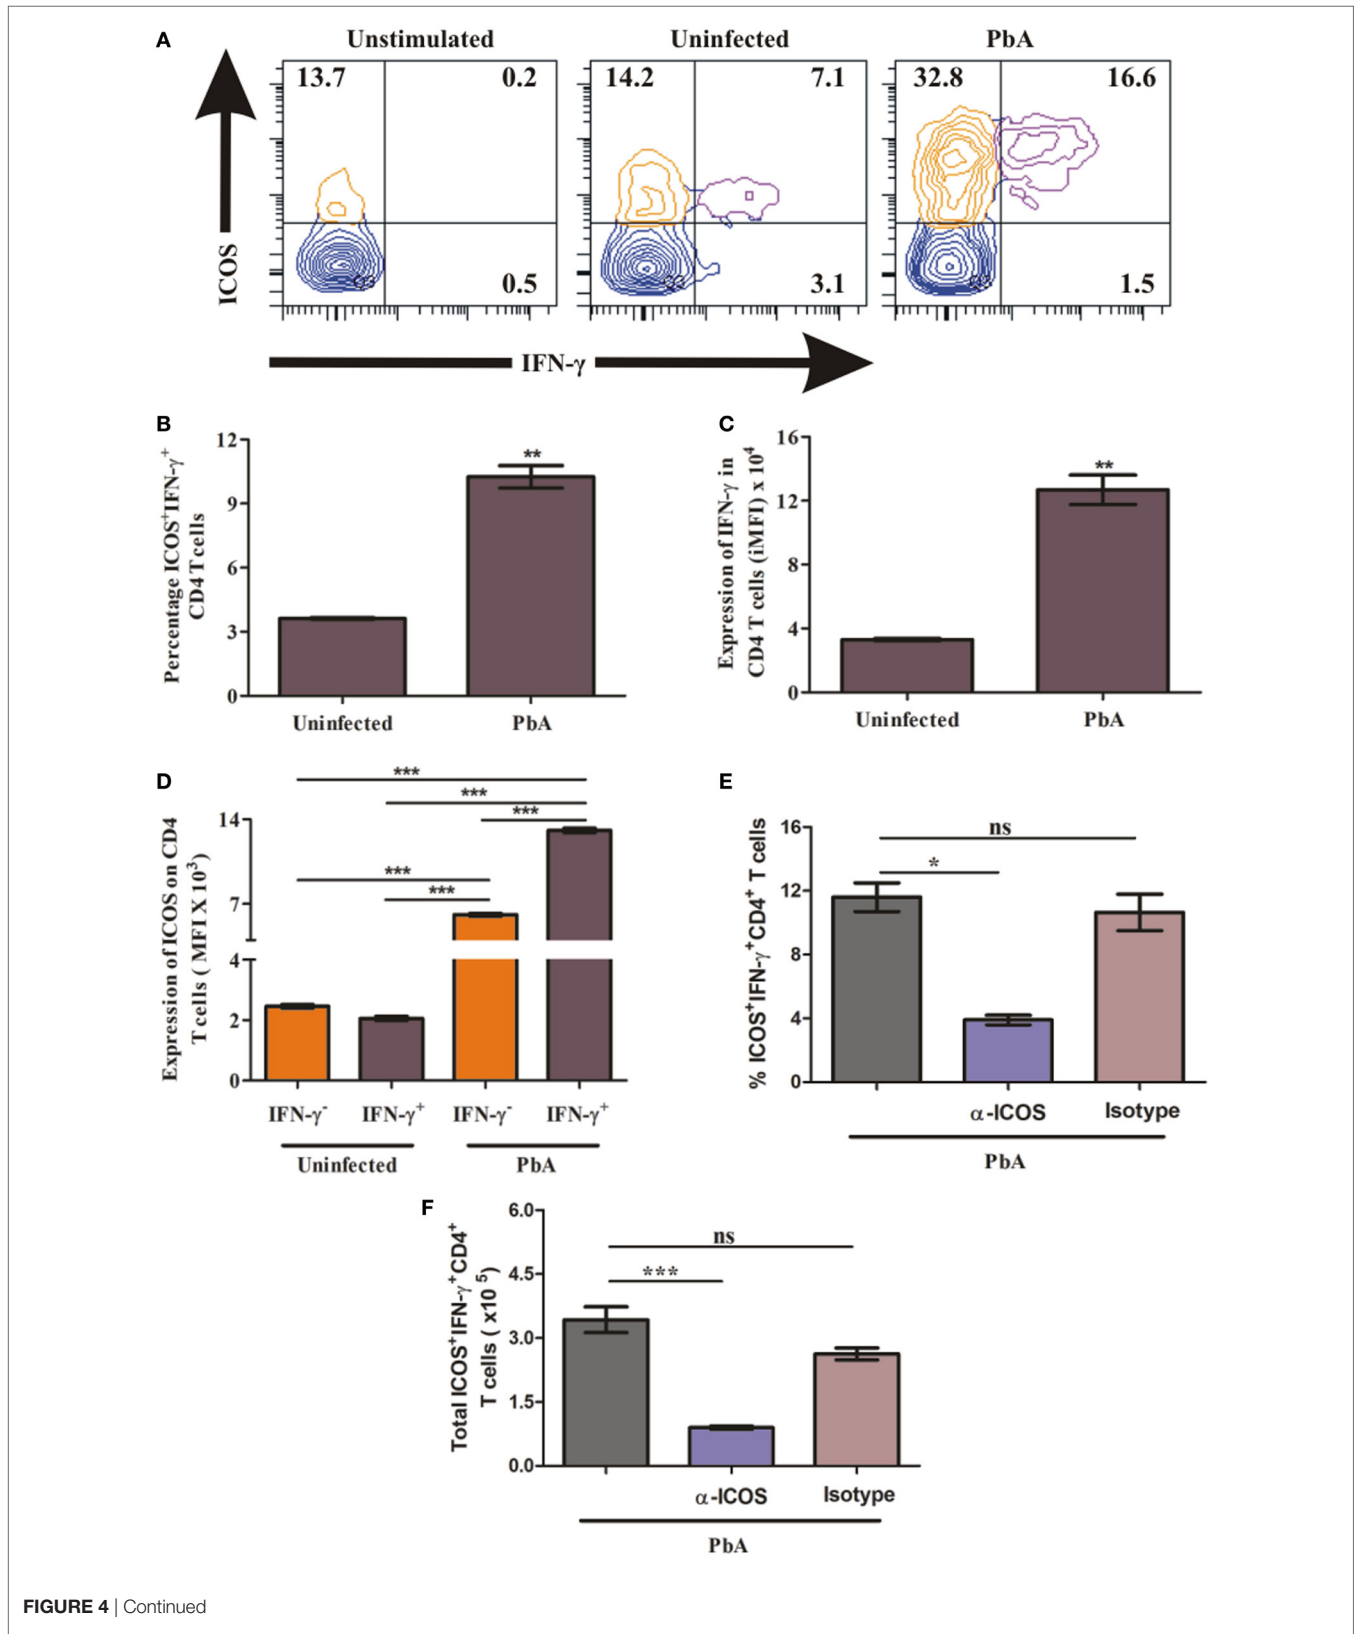 A
Unstimulated Uninfected PbA
13.7 0.2 14.2 7.1 32.8 16.6
ICOS
Q3 0.5 Q3 3.1 Q3 1.5
IFN-γ
B
Percentage ICOS⁺IFN-γ⁺
CD4 T cells
12
9
6
3
0
**
Uninfected PbA
C
Expression of IFN-γ in
CD4 T cells (iMFI) x 10⁴
16
12
8
4
0
**
Uninfected PbA
D
Expression of ICOS on CD4
T cells ( MFI X 10³)
14
7
4
2
0
***
***
***
***
***
IFN-γ⁻ IFN-γ⁺ IFN-γ⁻ IFN-γ⁺
Uninfected PbA
E
% ICOS⁺IFN-γ⁺CD4⁺ T cells
16
12
8
4
0
ns
*
α-ICOS Isotype
PbA
F
Total ICOS⁺IFN-γ⁺CD4⁺
T cells ( x10 ⁵)
6.0
4.5
3.0
1.5
0.0
ns
***
α-ICOS Isotype
PbA
FIGURE 4 | Continued